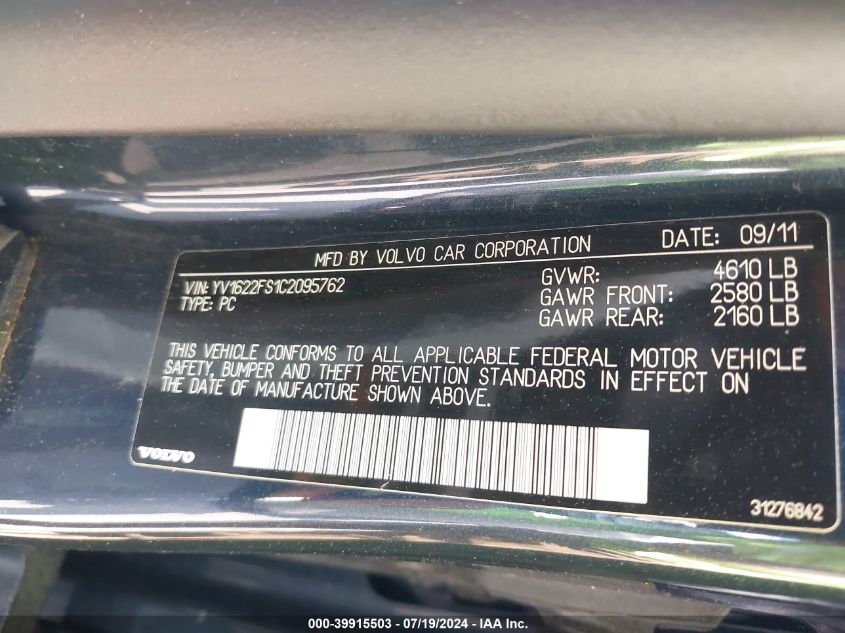 MFD BY VOLVO CAR CORPORATION DATE: 09/11
VIN: YV1622FS1C2095762
TYPE: PC
GVWR: 4610 LB
GAWR FRONT: 2580 LB
GAWR REAR: 2160 LB
THIS VEHICLE CONFORMS TO ALL APPLICABLE FEDERAL MOTOR VEHICLE
SAFETY, BUMPER AND THEFT PREVENTION STANDARDS IN EFFECT ON
THE DATE OF MANUFACTURE SHOWN ABOVE.
VOLVO
31276842
000-39915503 - 07/19/2024 - IAA Inc.